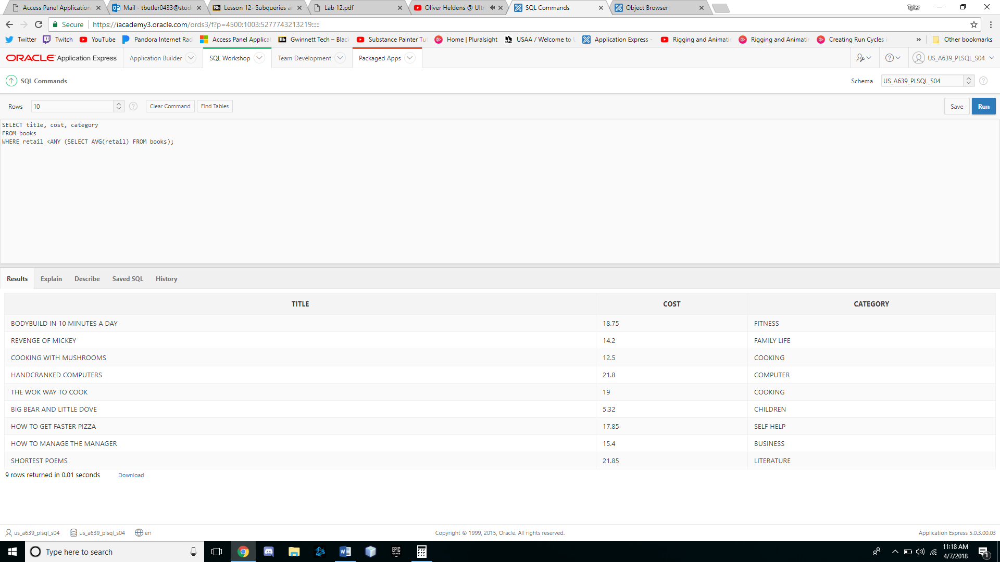 Access Panel Application
Mail - tbutler0433@stud
Lesson 12- Subqueries a
Lab 12.pdf
Oliver Heldens @ Ultr
SQL Commands
Object Browser
Tyler
Secure
https://iacademy3.oracle.com/ords3/f?p=4500:1003:5277743213219:::::
Twitter
Twitch
YouTube
Pandora Internet Rad
Access Panel Applicat
Bb Gwinnett Tech – Blac
Substance Painter Tut
Home | Pluralsight
USAA / Welcome to U
Application Express -
Rigging and Animatin
Rigging and Animatin
Creating Run Cycles i
» Other bookmarks
ORACLE Application Express
Application Builder
SQL Workshop
Team Development
Packaged Apps
US_A639_PLSQL_S04
SQL Commands
Schema
US_A639_PLSQL_S04
Rows
10
Clear Command
Find Tables
Save
Run
SELECT title, cost, category
FROM books
WHERE retail <ANY (SELECT AVG(retail) FROM books);
Results Explain Describe Saved SQL History
TITLE COST CATEGORY
BODYBUILD IN 10 MINUTES A DAY 18.75 FITNESS
REVENGE OF MICKEY 14.2 FAMILY LIFE
COOKING WITH MUSHROOMS 12.5 COOKING
HANDCRANKED COMPUTERS 21.8 COMPUTER
THE WOK WAY TO COOK 19 COOKING
BIG BEAR AND LITTLE DOVE 5.32 CHILDREN
HOW TO GET FASTER PIZZA 17.85 SELF HELP
HOW TO MANAGE THE MANAGER 15.4 BUSINESS
SHORTEST POEMS 21.85 LITERATURE
9 rows returned in 0.01 seconds Download
us_a639_plsql_s04
us_a639_plsql_s04
en
Copyright © 1999, 2015, Oracle. All rights reserved.
Application Express 5.0.3.00.03
Type here to search
EPIC GAMES
11:18 AM
4/7/2018
1